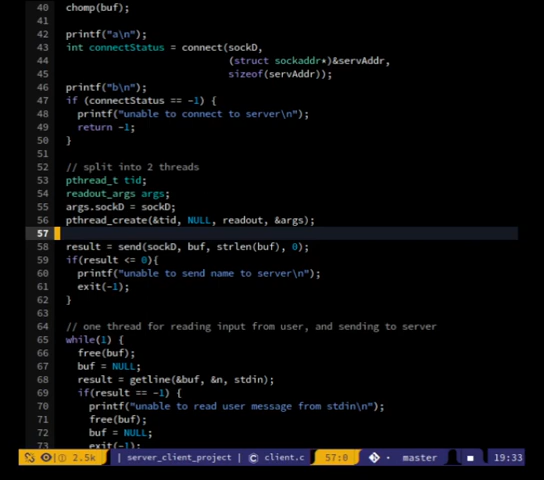 40 chomp(buf);
41
42 printf("a\n");
43 int connectStatus = connect(sockD,
44 (struct sockaddr*)&servAddr,
45 sizeof(servAddr));
46 printf("b\n");
47 if (connectStatus == -1) {
48 printf("unable to connect to server\n");
49 return -1;
50 }
51
52 // split into 2 threads
53 pthread_t tid;
54 readout_args args;
55 args.sockD = sockD;
56 pthread_create(&tid, NULL, readout, &args);
57
58 result = send(sockD, buf, strlen(buf), 0);
59 if(result <= 0){
60 printf("unable to send name to server\n");
61 exit(-1);
62 }
63
64 // one thread for reading input from user, and sending to server
65 while(1) {
66 free(buf);
67 buf = NULL;
68 result = getline(&buf, &n, stdin);
69 if(result == -1) {
70 printf("unable to read user message from stdin\n");
71 free(buf);
72 buf = NULL;
73 exit(-1);
2.5k | server_client_project | client.c 57:0 master 19:33